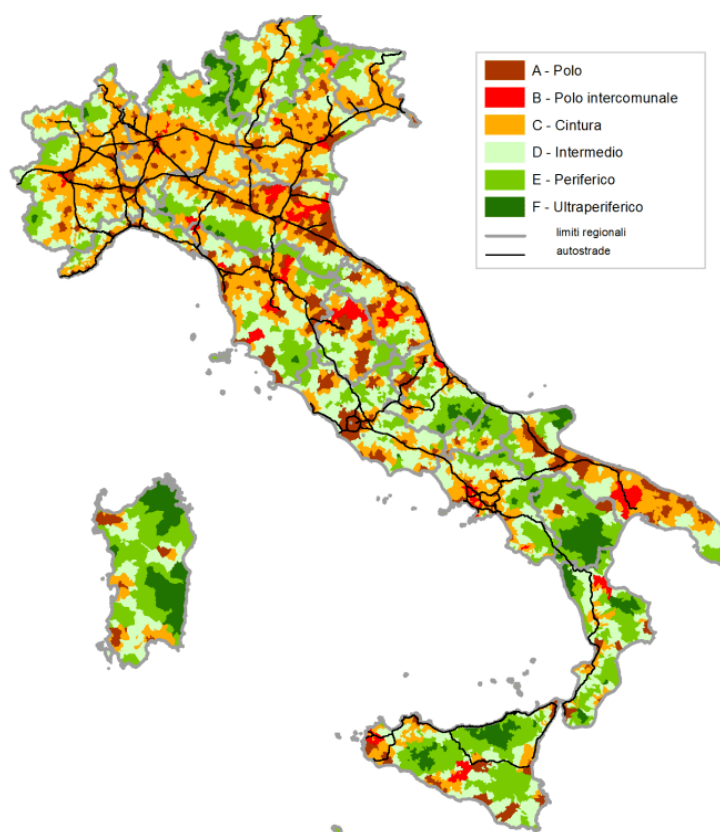 A - Polo
B - Polo intercomunale
C - Cintura
D - Intermedio
E - Periferico
F - Ultraperiferico
limiti regionali
autostrade